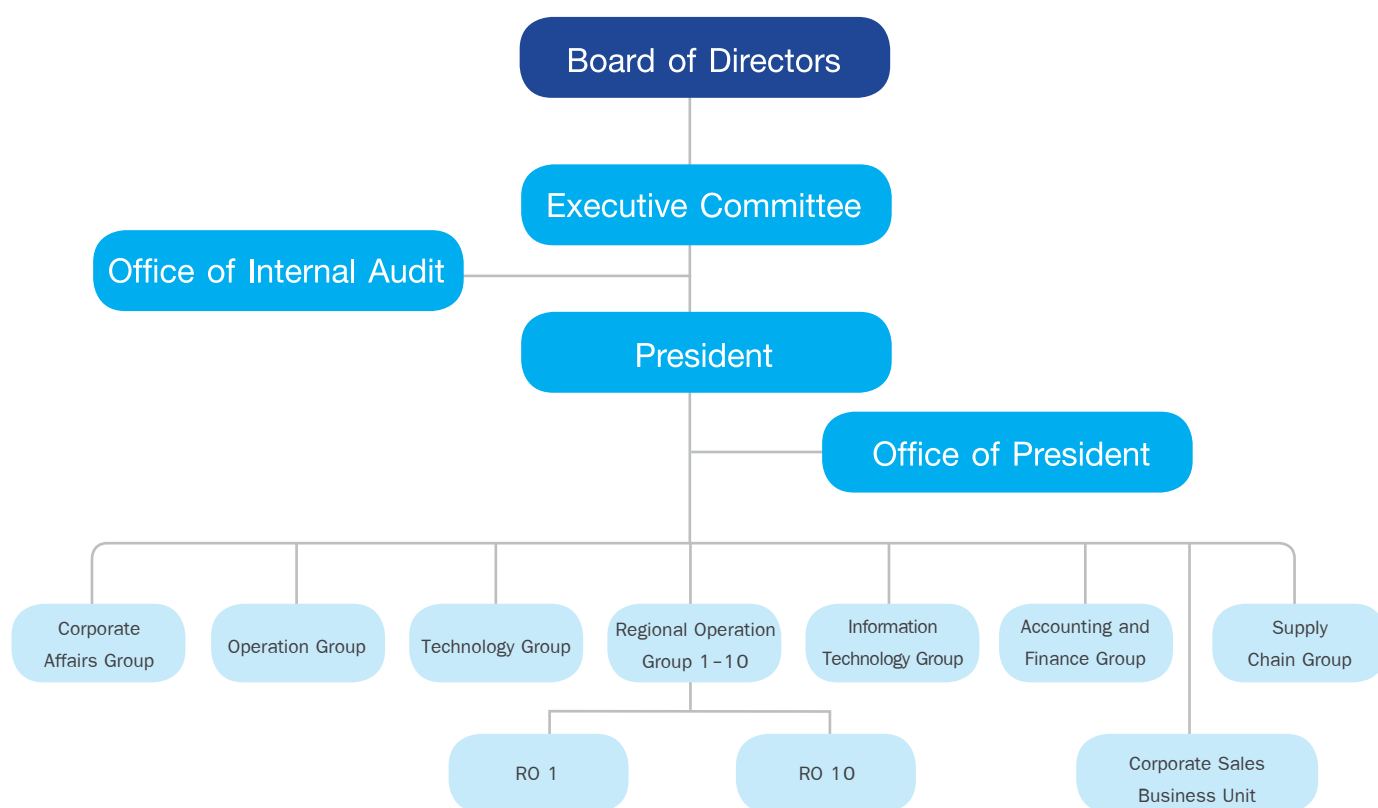 Board of Directors
Executive Committee
Office of Internal Audit
President
Office of President
Corporate
Affairs Group
Operation Group
Technology Group
Regional Operation
Group 1-10
Information
Technology Group
Accounting and
Finance Group
Supply
Chain Group
RO 1
RO 10
Corporate Sales
Business Unit